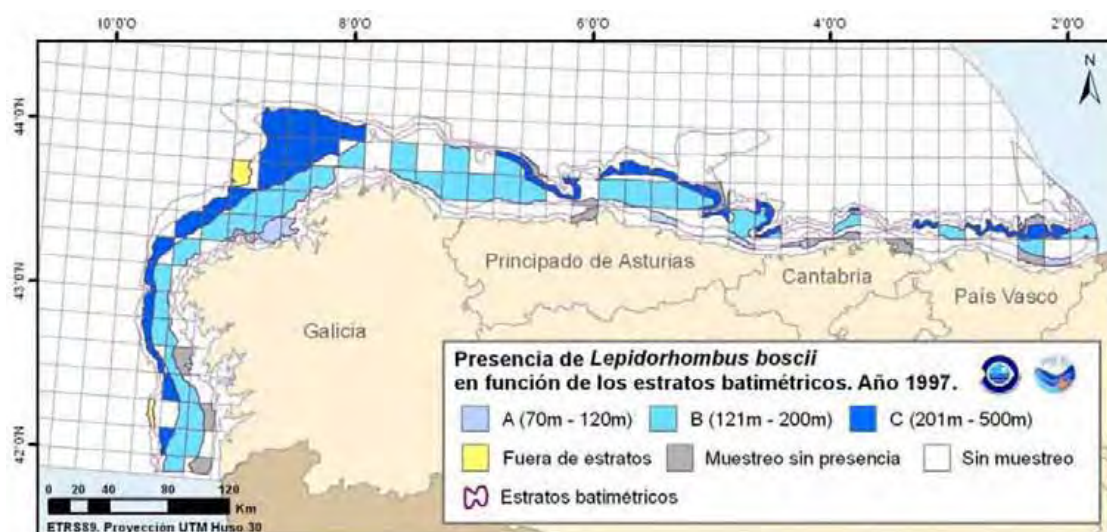 10°0'O 8°0'O 6°0'O 4°0'O 2°0'O
N
44°0'N
43°0'N
42°0'N
Principado de Asturias
Cantabria
País Vasco
Galicia
Presencia de Lepidorhombus boscii
en función de los estratos batimétricos. Año 1997.
A (70m - 120m) B (121m - 200m) C (201m - 500m)
Fuera de estratos Muestreo sin presencia Sin muestreo
Estratos batimétricos
0 20 40 80 120
Km
ETRS89. Proyección UTM Huso 30